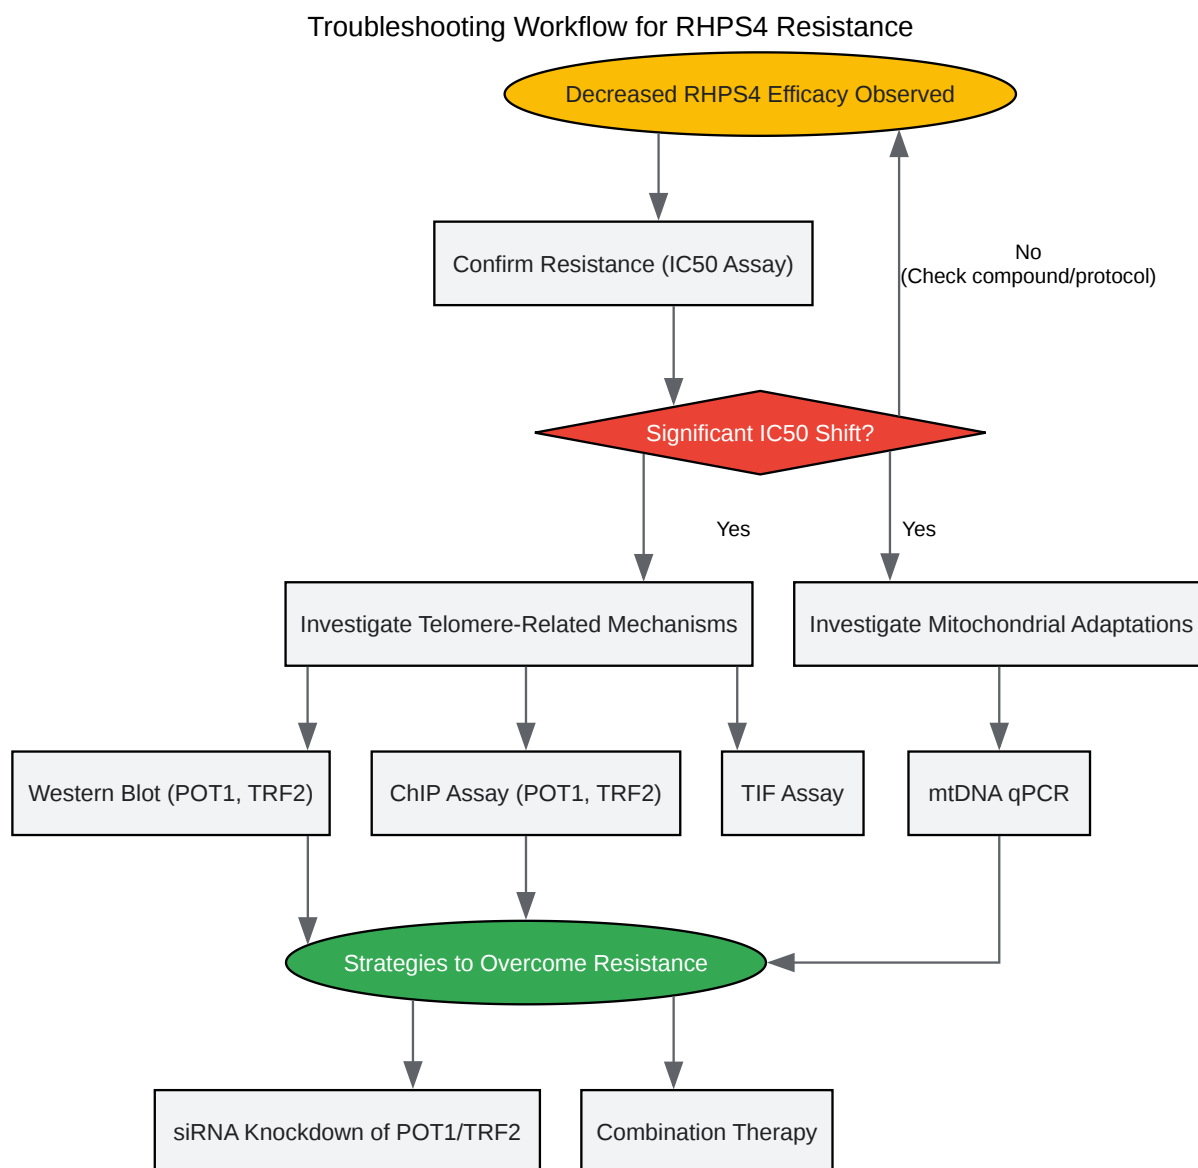 Troubleshooting Workflow for RHPS4 Resistance
Decreased RHPS4 Efficacy Observed
Confirm Resistance (IC50 Assay)
No
(Check compound/protocol)
Significant IC50 Shift?
Yes
Yes
Investigate Telomere-Related Mechanisms
Investigate Mitochondrial Adaptations
Western Blot (POT1, TRF2)
ChIP Assay (POT1, TRF2)
TIF Assay
mtDNA qPCR
Strategies to Overcome Resistance
siRNA Knockdown of POT1/TRF2
Combination Therapy